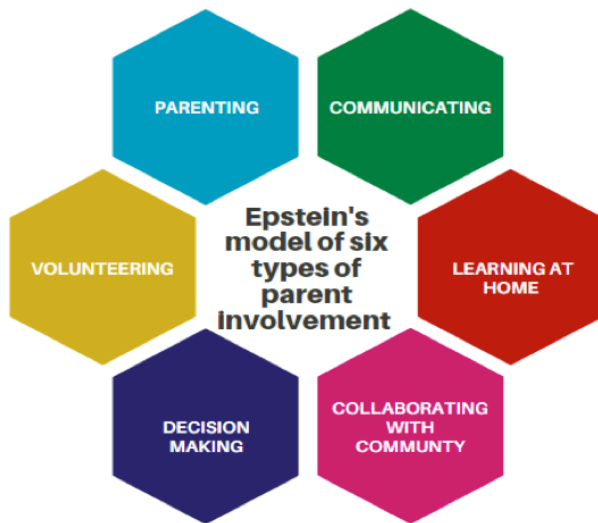 PARENTING
COMMUNICATING
Epstein's
model of six
types of
parent
involvement
VOLUNTEERING
LEARNING AT
HOME
DECISION
MAKING
COLLABORATING
WITH
COMMUNTY